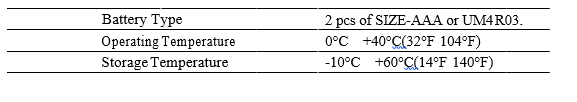 Battery Type 2 pcs of SIZE-AAA or UM4R03.
Operating Temperature 0°C +40°C(32°F 104°F)
Storage Temperature -10°C +60°C(14°F 140°F)